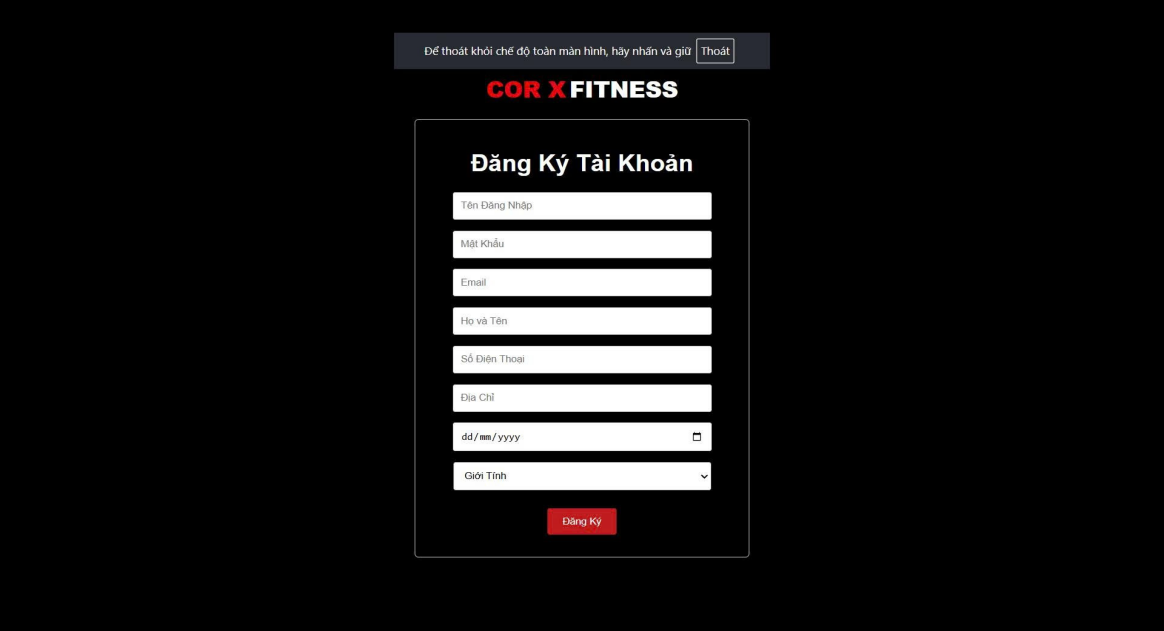 Để thoát khỏi chế độ toàn màn hình, hãy nhấn và giữ Thoát
COR X FITNESS
Đăng Ký Tài Khoản
Tên Đăng Nhập
Mật Khẩu
Email
Họ và Tên
Số Điện Thoại
Địa Chỉ
dd/mm/yyyy
Giới Tính
Đăng Ký